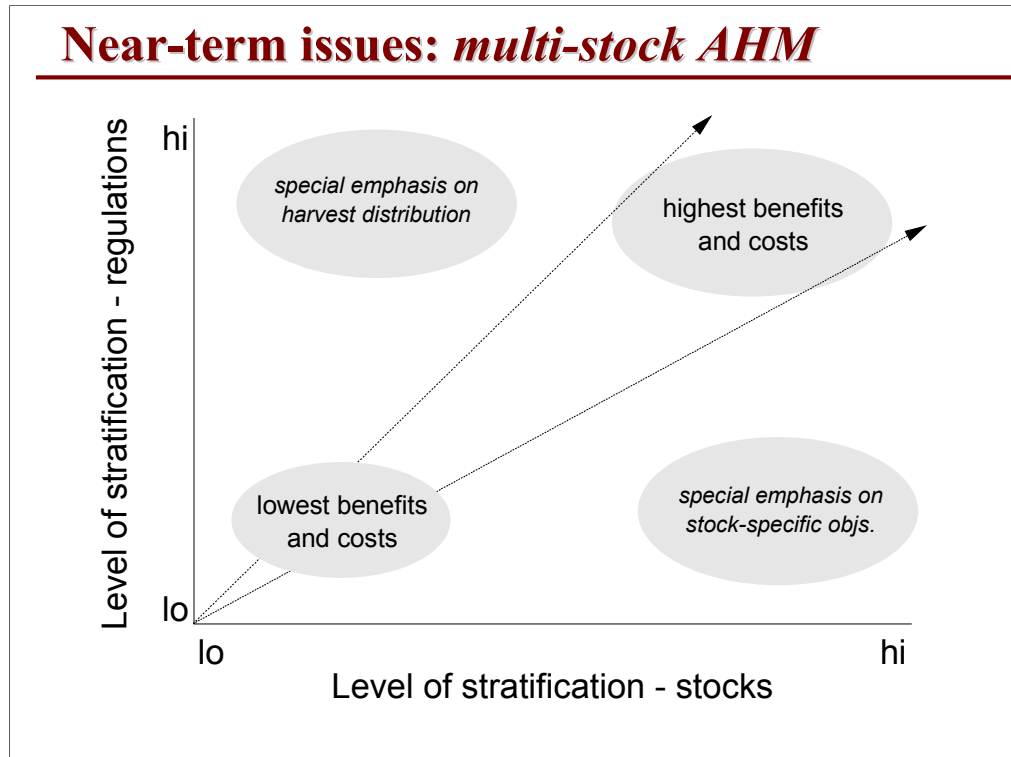 Near-term issues: multi-stock AHM
Level of stratification - regulations
hi
special emphasis on
harvest distribution
highest benefits
and costs
lowest benefits
and costs
special emphasis on
stock-specific objs.
lo
lo
hi
Level of stratification - stocks